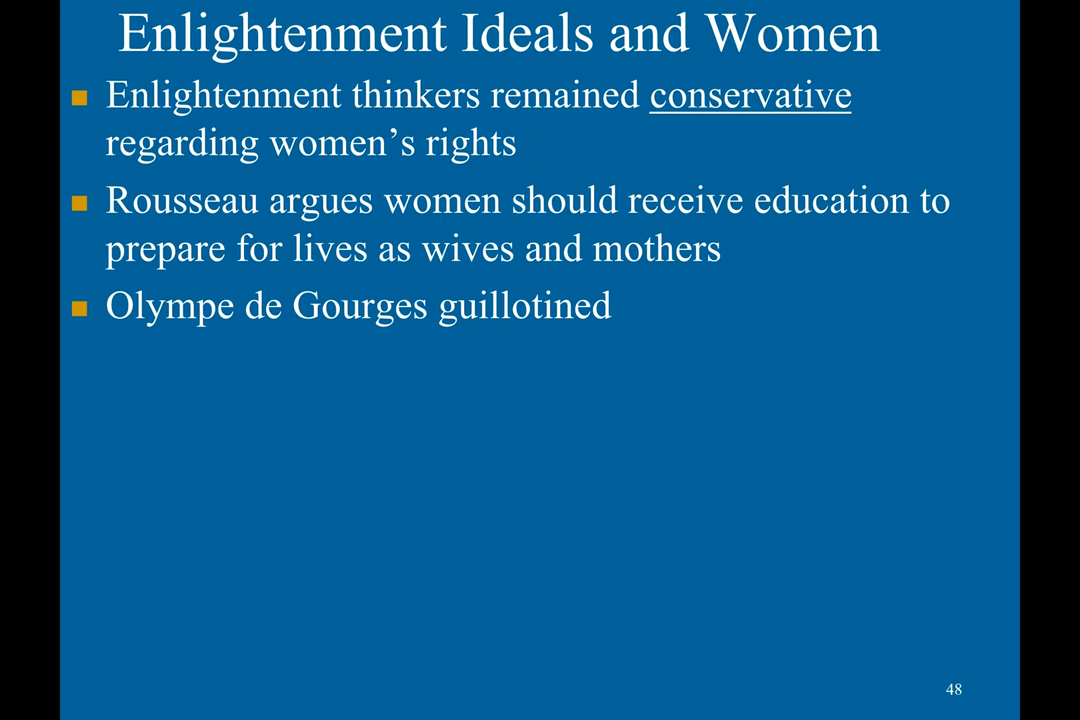 Enlightenment Ideals and Women
Enlightenment thinkers remained conservative
regarding women’s rights
Rousseau argues women should receive education to
prepare for lives as wives and mothers
Olympe de Gourges guillotined
48